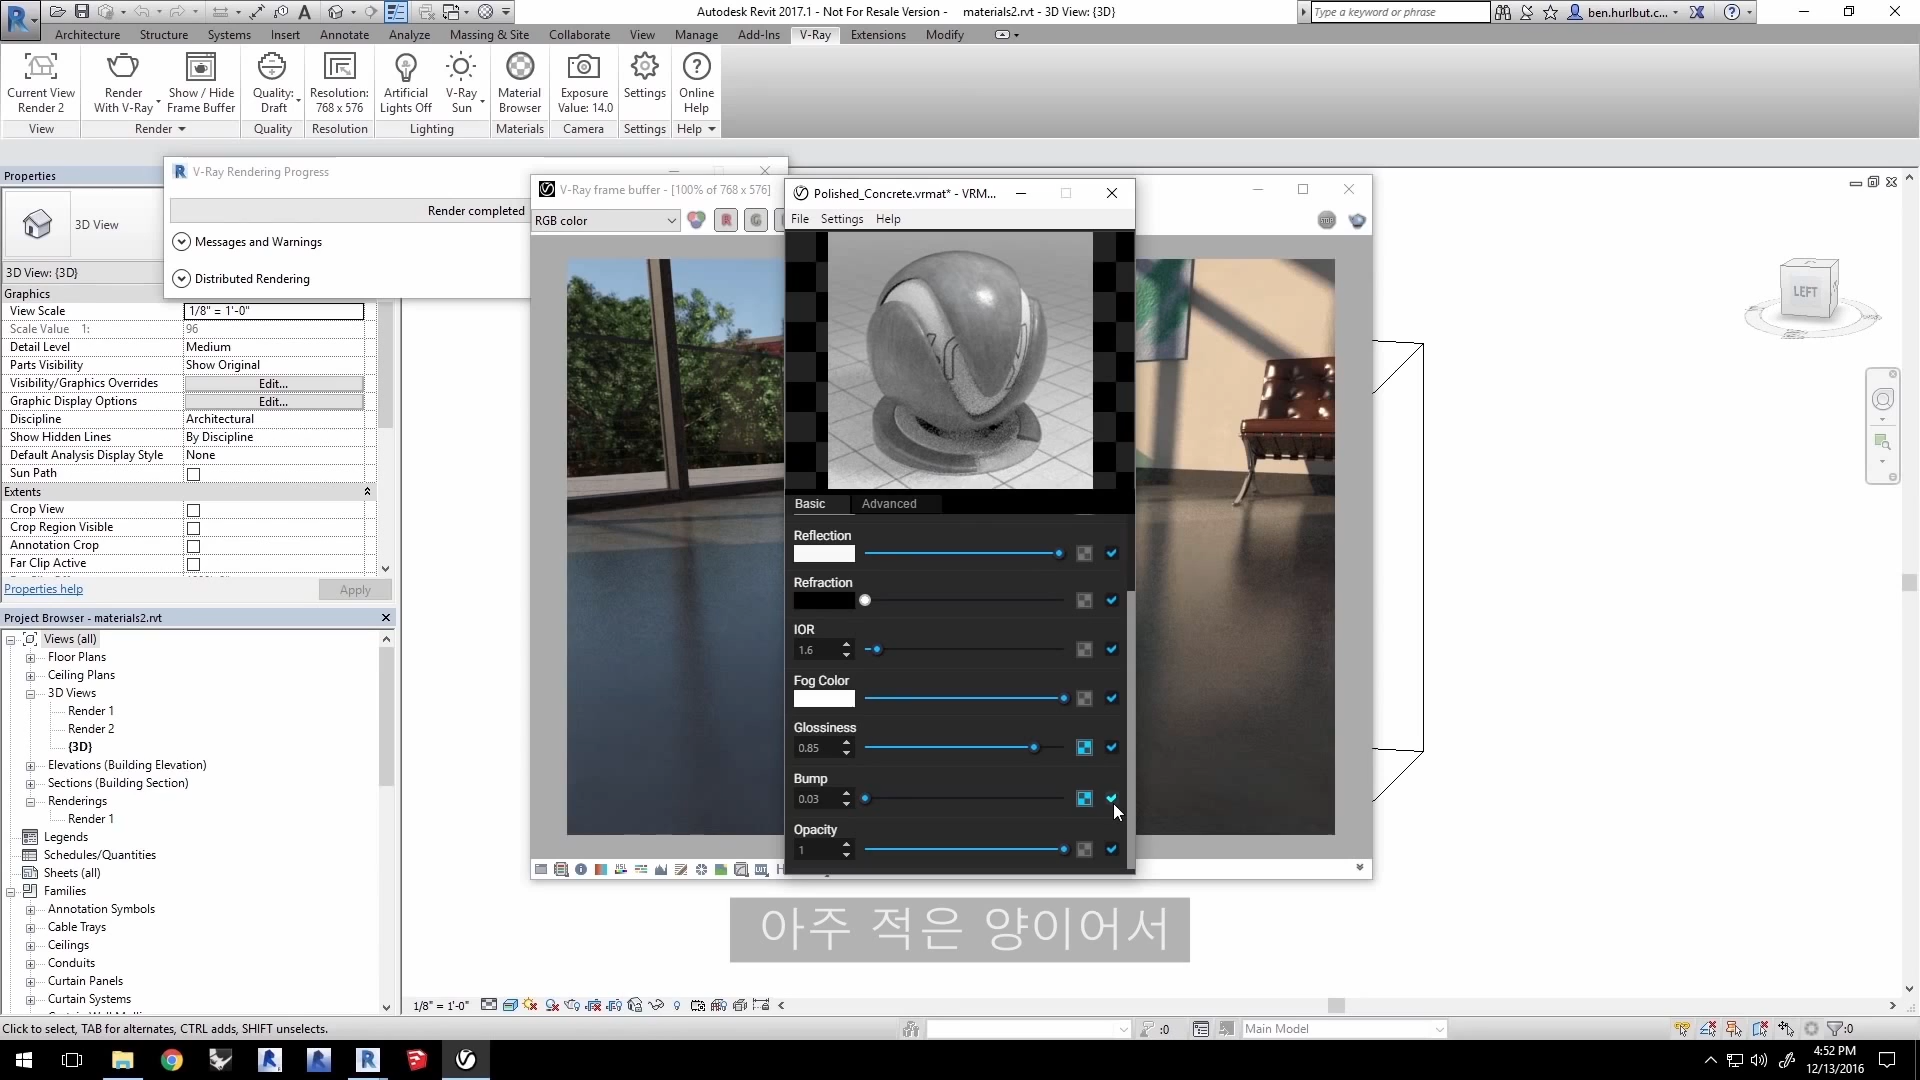 Autodesk Revit 2017.1 - Not For Resale Version - materials2.rvt - 3D View: {3D}
Type a keyword or phrase
ben.hurlbut.c...
Architecture Structure Systems Insert Annotate Analyze Massing & Site Collaborate View Manage Add-Ins V-Ray Extensions Modify
Current View
Render 2
Render
With V-Ray
Show / Hide
Frame Buffer
Quality:
Draft
Resolution:
768 x 576
Artificial
Lights Off
V-Ray
Sun
Material
Browser
Exposure
Value: 14.0
Settings
Online
Help
View Render Quality Resolution Lighting Materials Camera Settings Help
Properties
3D View
3D View: {3D}
Graphics
View Scale 1/8" = 1'-0"
Scale Value 1: 96
Detail Level Medium
Parts Visibility Show Original
Visibility/Graphics Overrides Edit...
Graphic Display Options Edit...
Discipline Architectural
Show Hidden Lines By Discipline
Default Analysis Display Style None
Sun Path
Extents
Crop View
Crop Region Visible
Annotation Crop
Far Clip Active
Properties help Apply
Project Browser - materials2.rvt
Views (all)
Floor Plans
Ceiling Plans
3D Views
Render 1
Render 2
{3D}
Elevations (Building Elevation)
Sections (Building Section)
Renderings
Render 1
Legends
Schedules/Quantities
Sheets (all)
Families
Annotation Symbols
Cable Trays
Ceilings
Conduits
Curtain Panels
Curtain Systems
V-Ray Rendering Progress
Render completed
Messages and Warnings
Distributed Rendering
V-Ray frame buffer - [100% of 768 x 576]
RGB color
R G
STOP
HSL
LUT
Polished_Concrete.vrmat* - VRM...
File Settings Help
Basic Advanced
Reflection
Refraction
IOR
1.6
Fog Color
Glossiness
0.85
Bump
0.03
Opacity
1
LEFT
아주 적은 양이어서
1/8" = 1'-0"
Click to select, TAB for alternates, CTRL adds, SHIFT unselects.
:0
Main Model
:0
4:52 PM
12/13/2016